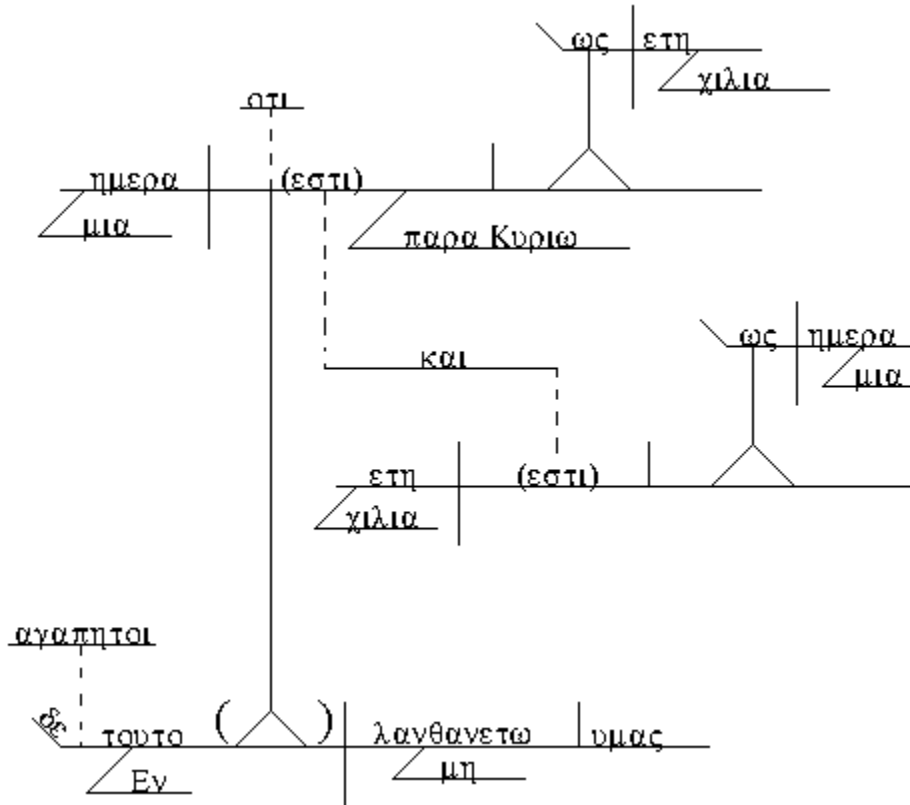 ως ετη
χιλια
οτι
ημερα (εστι)
μια παρα Κυριω
ως ημερα
και μια
ετη (εστι)
χιλια
αγαπητοι
δε τουτο ( ) λανθανετω υμας
Εν μη